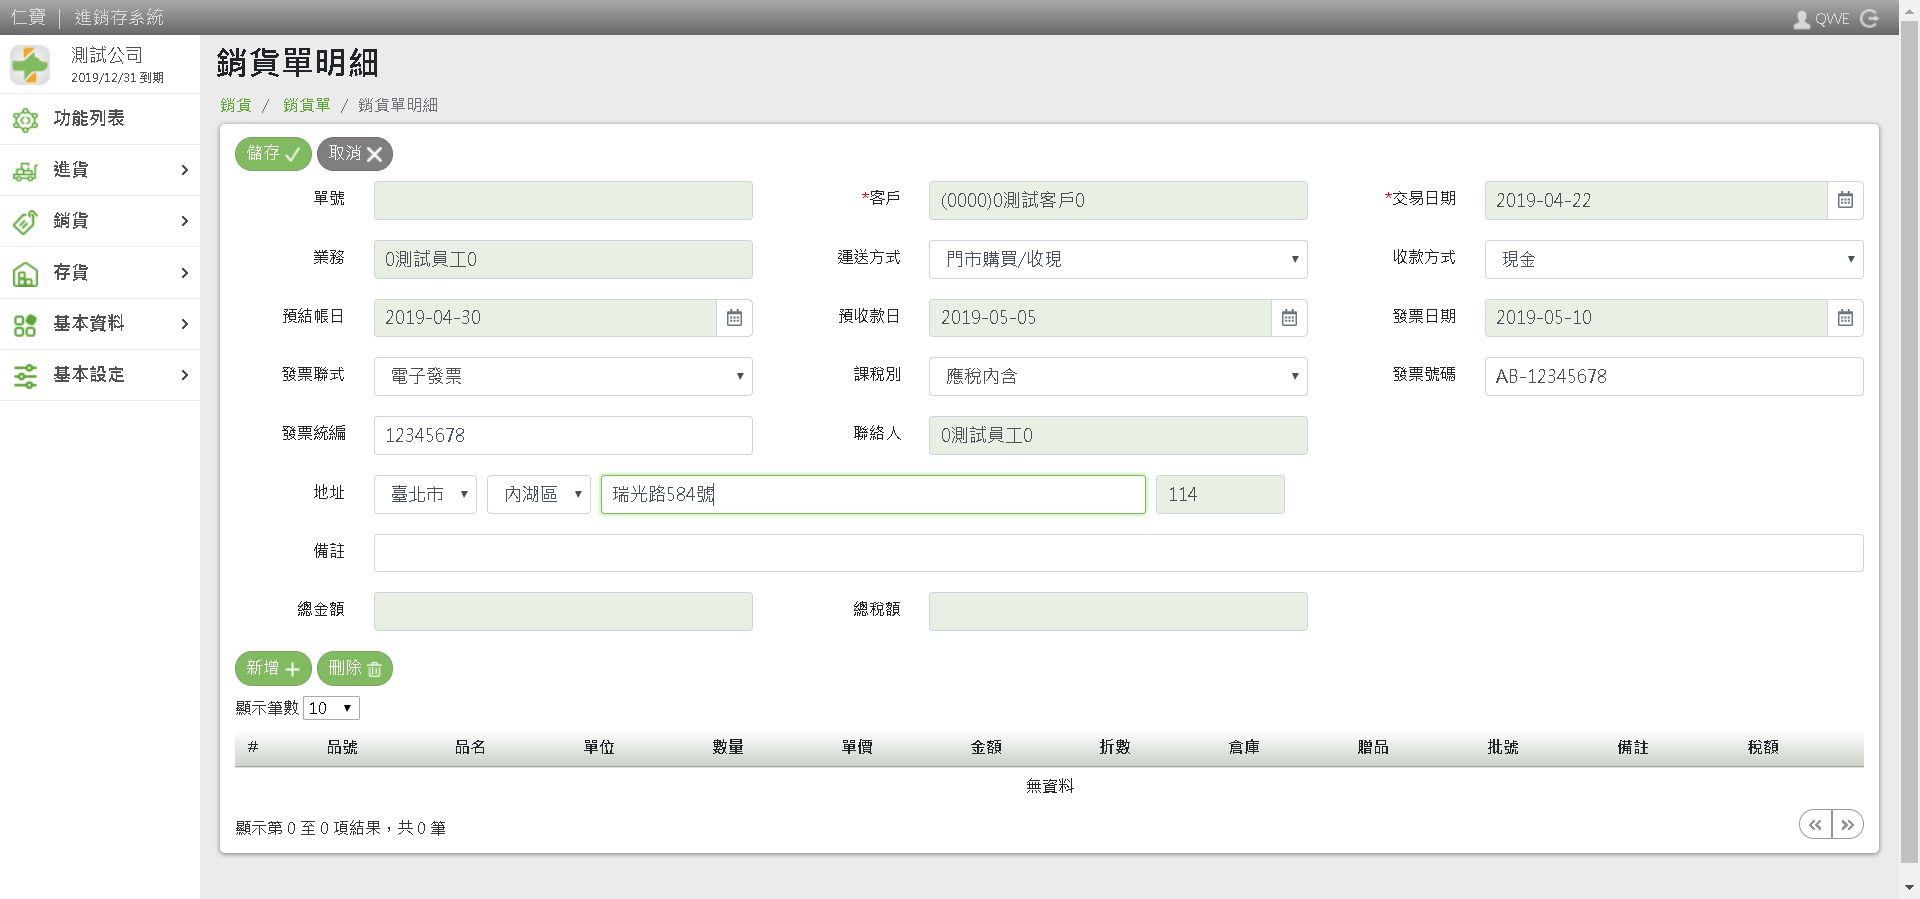 仁寶 | 進銷存系統
QWE
測試公司
2019/12/31 到期
功能列表
進貨
銷貨
存貨
基本資料
基本設定
銷貨單明細
銷貨 / 銷貨單 / 銷貨單明細
儲存 取消
單號 *客戶 (0000)0測試客戶0 *交易日期 2019-04-22
業務 0測試員工0 運送方式 門市購買/收現 收款方式 現金
預結帳日 2019-04-30 預收款日 2019-05-05 發票日期 2019-05-10
發票聯式 電子發票 課稅別 應稅內含 發票號碼 AB-12345678
發票統編 12345678 聯絡人 0測試員工0
地址 臺北市 內湖區 瑞光路584號 114
備註
總金額 總稅額
新增 刪除
顯示筆數 10
# 品號 品名 單位 數量 單價 金額 折數 倉庫 贈品 批號 備註 稅額
無資料
顯示第 0 至 0 項結果，共 0 筆